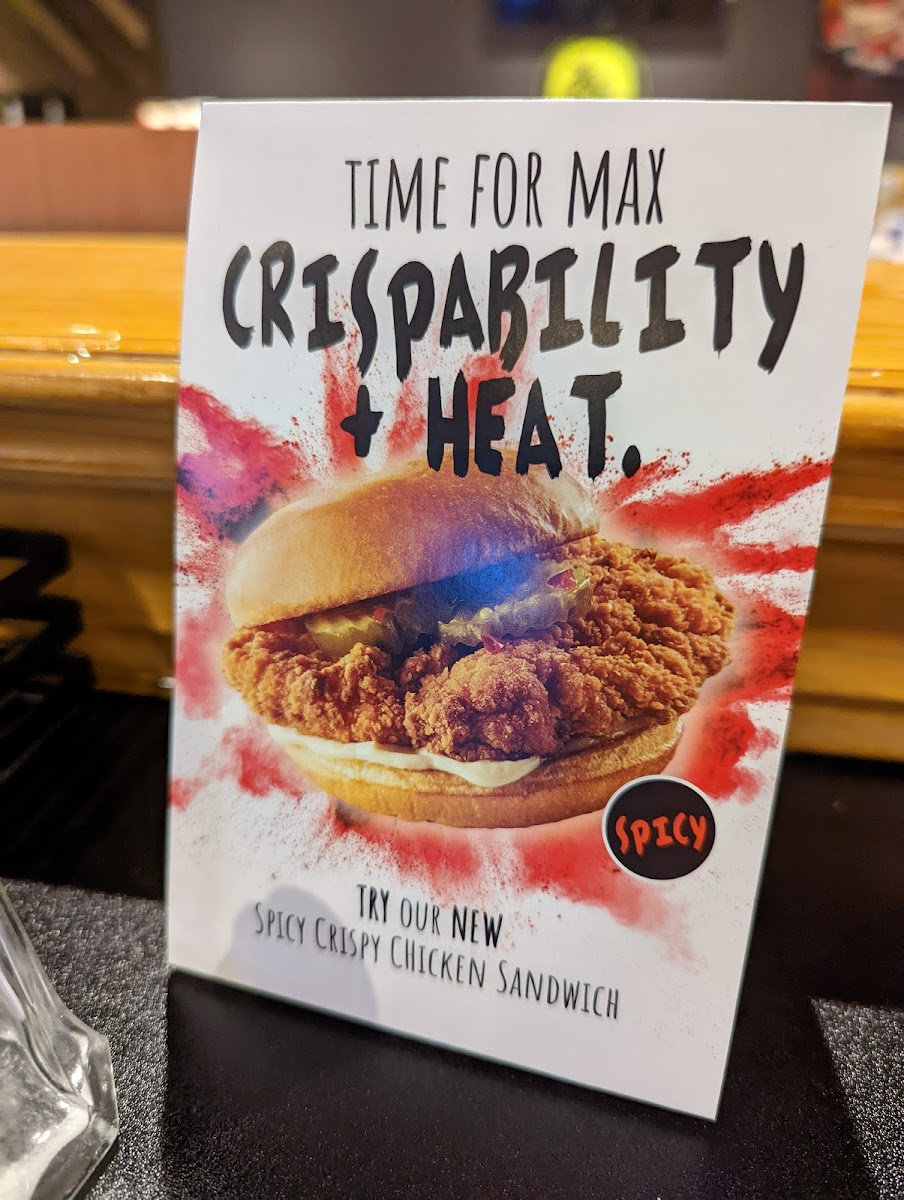 TIME FOR MAX
CRISPABILITY
+ HEAT.
SPICY
TRY OUR NEW
SPICY CRISPY CHICKEN SANDWICH